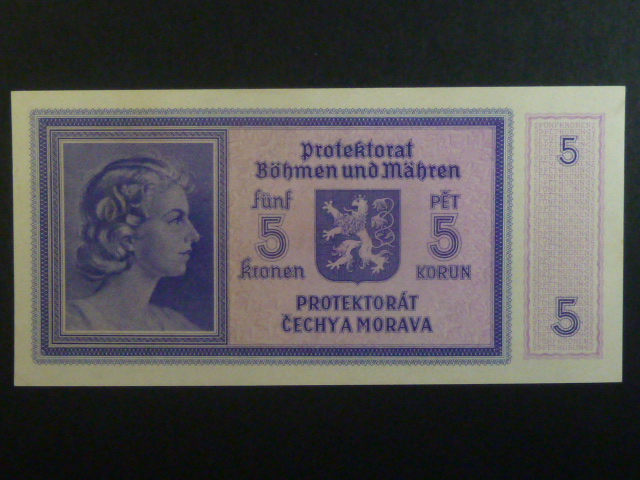 Protektorat
Böhmen und Mähren
fünf
5
kronen
PĚT
5
KORUN
PROTEKTORÁT
ČECHY A MORAVA
5
5